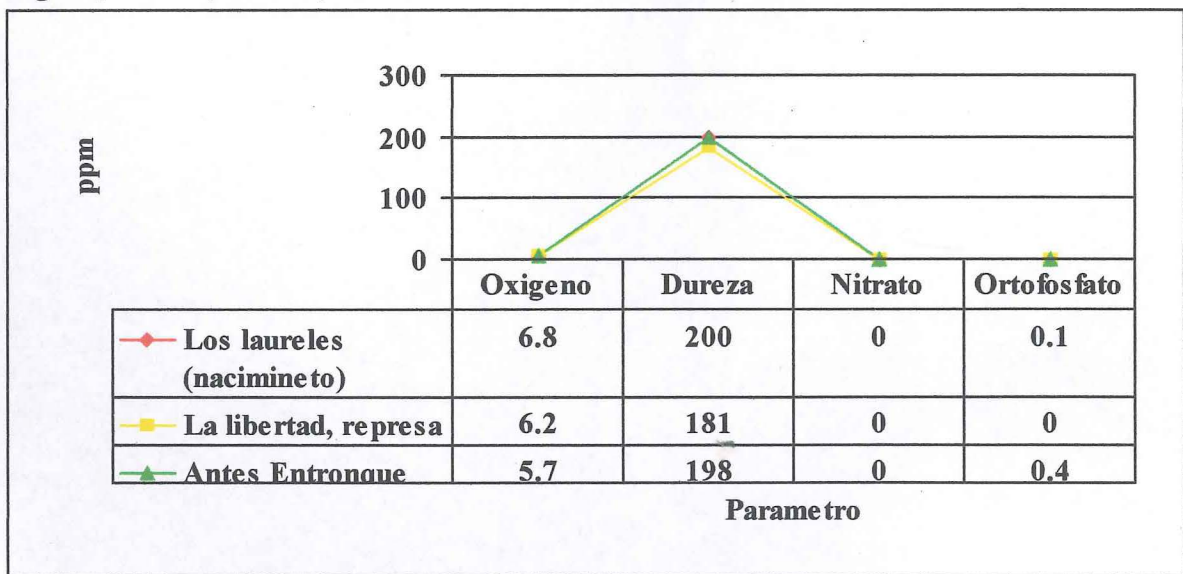 300
200
100
0
ppm
Oxigeno Dureza Nitrato Ortofosfato
Los laureles 6.8 200 0 0.1
(nacimineto)
La libertad, represa 6.2 181 0 0
Antes Entronque 5.7 198 0 0.4
Parametro